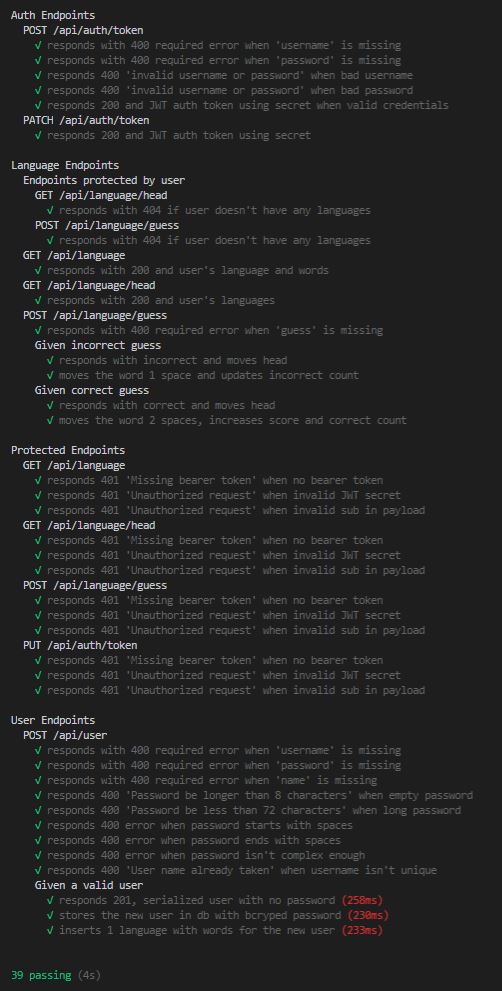 Auth Endpoints
POST /api/auth/token
√ responds with 400 required error when 'username' is missing
√ responds with 400 required error when 'password' is missing
√ responds 400 'invalid username or password' when bad username
√ responds 400 'invalid username or password' when bad password
√ responds 200 and JWT auth token using secret when valid credentials
PATCH /api/auth/token
√ responds 200 and JWT auth token using secret
Language Endpoints
Endpoints protected by user
GET /api/language/head
√ responds with 404 if user doesn't have any languages
POST /api/language/guess
√ responds with 404 if user doesn't have any languages
GET /api/language
√ responds with 200 and user's language and words
GET /api/language/head
√ responds with 200 and user's languages
POST /api/language/guess
√ responds with 400 required error when 'guess' is missing
Given incorrect guess
√ responds with incorrect and moves head
√ moves the word 1 space and updates incorrect count
Given correct guess
√ responds with correct and moves head
√ moves the word 2 spaces, increases score and correct count
Protected Endpoints
GET /api/language
√ responds 401 'Missing bearer token' when no bearer token
√ responds 401 'Unauthorized request' when invalid JWT secret
√ responds 401 'Unauthorized request' when invalid sub in payload
GET /api/language/head
√ responds 401 'Missing bearer token' when no bearer token
√ responds 401 'Unauthorized request' when invalid JWT secret
√ responds 401 'Unauthorized request' when invalid sub in payload
POST /api/language/guess
√ responds 401 'Missing bearer token' when no bearer token
√ responds 401 'Unauthorized request' when invalid JWT secret
√ responds 401 'Unauthorized request' when invalid sub in payload
PUT /api/auth/token
√ responds 401 'Missing bearer token' when no bearer token
√ responds 401 'Unauthorized request' when invalid JWT secret
√ responds 401 'Unauthorized request' when invalid sub in payload
User Endpoints
POST /api/user
√ responds with 400 required error when 'username' is missing
√ responds with 400 required error when 'password' is missing
√ responds with 400 required error when 'name' is missing
√ responds 400 'Password be longer than 8 characters' when empty password
√ responds 400 'Password be less than 72 characters' when long password
√ responds 400 error when password starts with spaces
√ responds 400 error when password ends with spaces
√ responds 400 error when password isn't complex enough
√ responds 400 'User name already taken' when username isn't unique
Given a valid user
√ responds 201, serialized user with no password (258ms)
√ stores the new user in db with bcryped password (230ms)
√ inserts 1 language with words for the new user (233ms)
39 passing (4s)